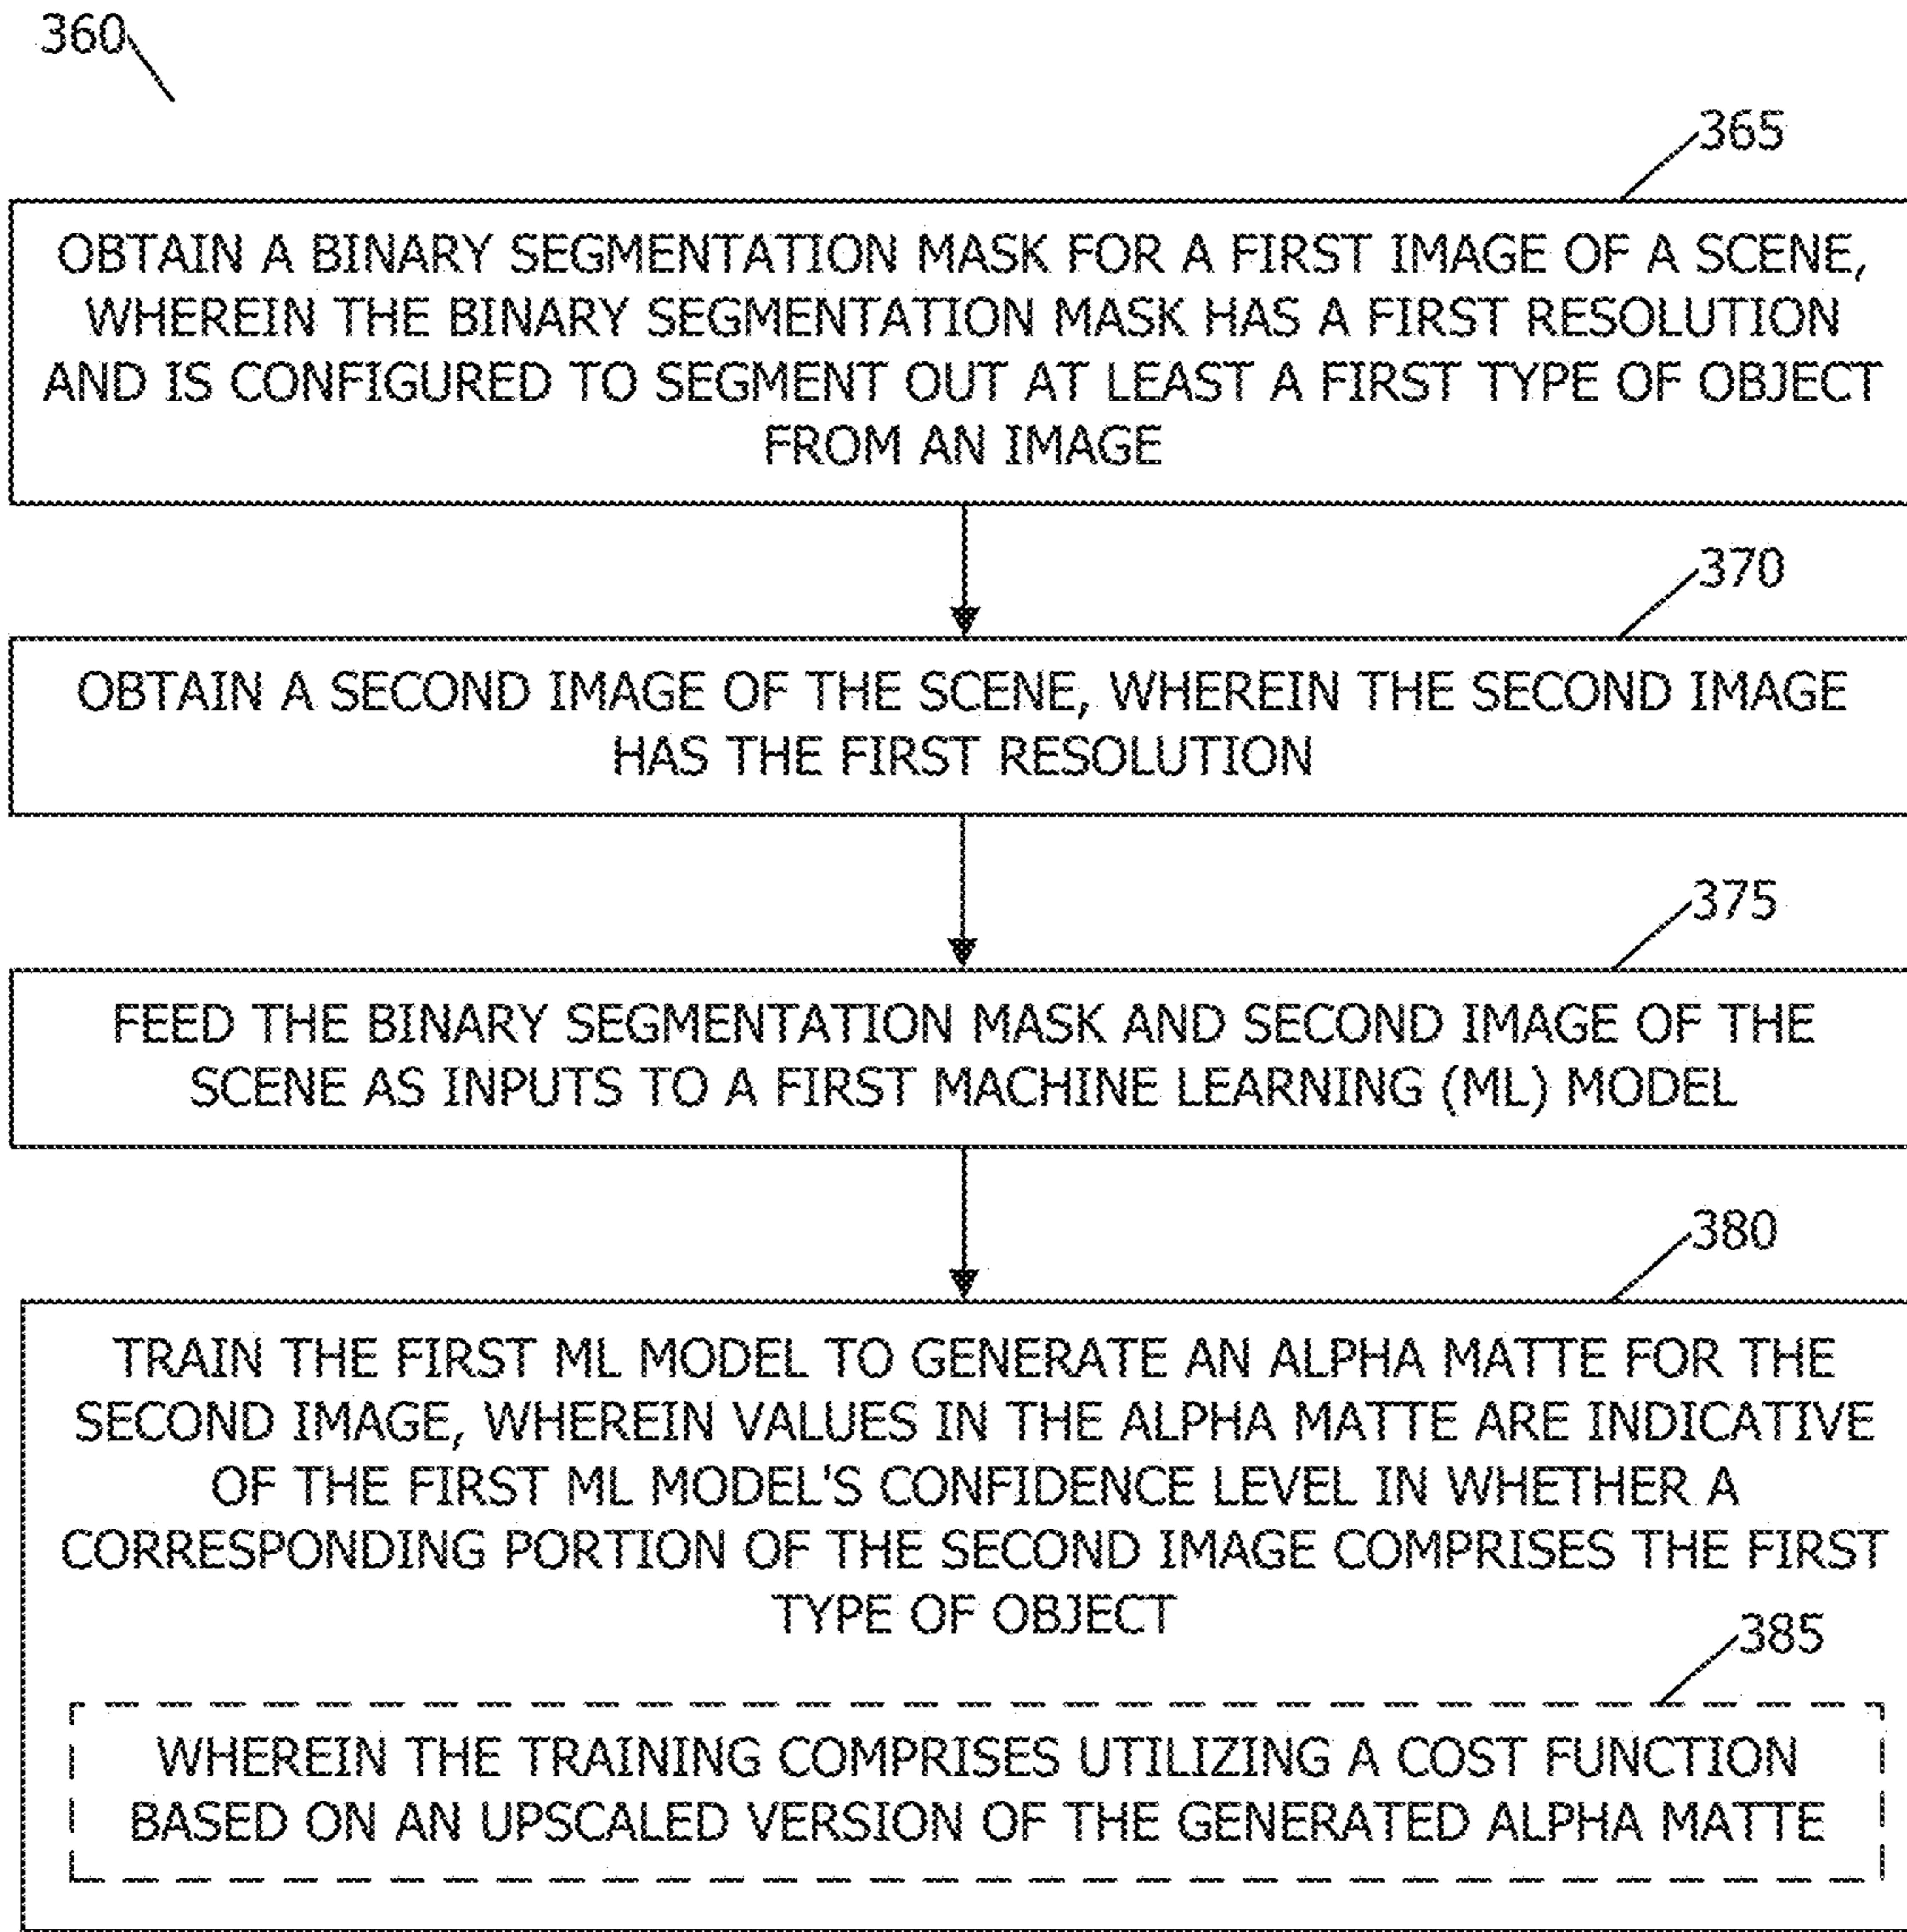 360
365
OBTAIN A BINARY SEGMENTATION MASK FOR A FIRST IMAGE OF A SCENE,
WHEREIN THE BINARY SEGMENTATION MASK HAS A FIRST RESOLUTION
AND IS CONFIGURED TO SEGMENT OUT AT LEAST A FIRST TYPE OF OBJECT
FROM AN IMAGE
370
OBTAIN A SECOND IMAGE OF THE SCENE, WHEREIN THE SECOND IMAGE
HAS THE FIRST RESOLUTION
375
FEED THE BINARY SEGMENTATION MASK AND SECOND IMAGE OF THE
SCENE AS INPUTS TO A FIRST MACHINE LEARNING (ML) MODEL
380
TRAIN THE FIRST ML MODEL TO GENERATE AN ALPHA MATTE FOR THE
SECOND IMAGE, WHEREIN VALUES IN THE ALPHA MATTE ARE INDICATIVE
OF THE FIRST ML MODEL'S CONFIDENCE LEVEL IN WHETHER A
CORRESPONDING PORTION OF THE SECOND IMAGE COMPRISES THE FIRST
TYPE OF OBJECT
385
WHEREIN THE TRAINING COMPRISES UTILIZING A COST FUNCTION
BASED ON AN UPSCALED VERSION OF THE GENERATED ALPHA MATTE